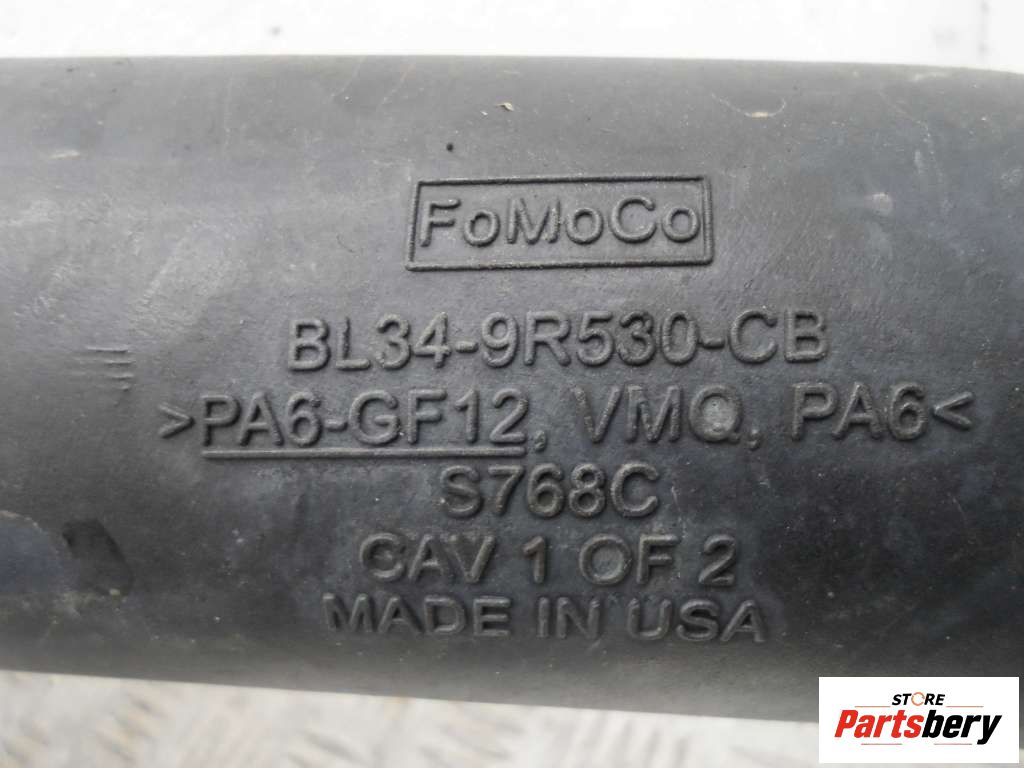 FoMoCo
BL34-9R530-CB
>PA6-GF12, VMQ, PA6<
S768C
CAV 1 OF 2
MADE IN USA
STORE
Partsbery